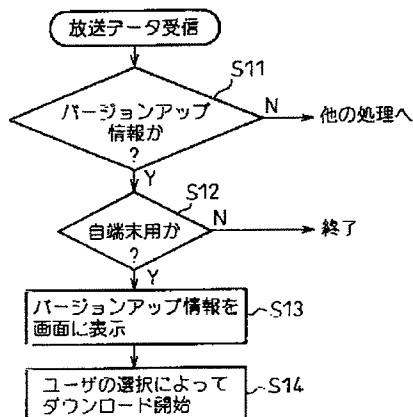 放送データ受信
S11
バージョンアップ
情報か
?
N
他の処理へ
Y
S12
自端末用か
?
N
終了
Y
バージョンアップ情報を
画面に表示
S13
ユーザの選択によって
ダウンロード開始
S14